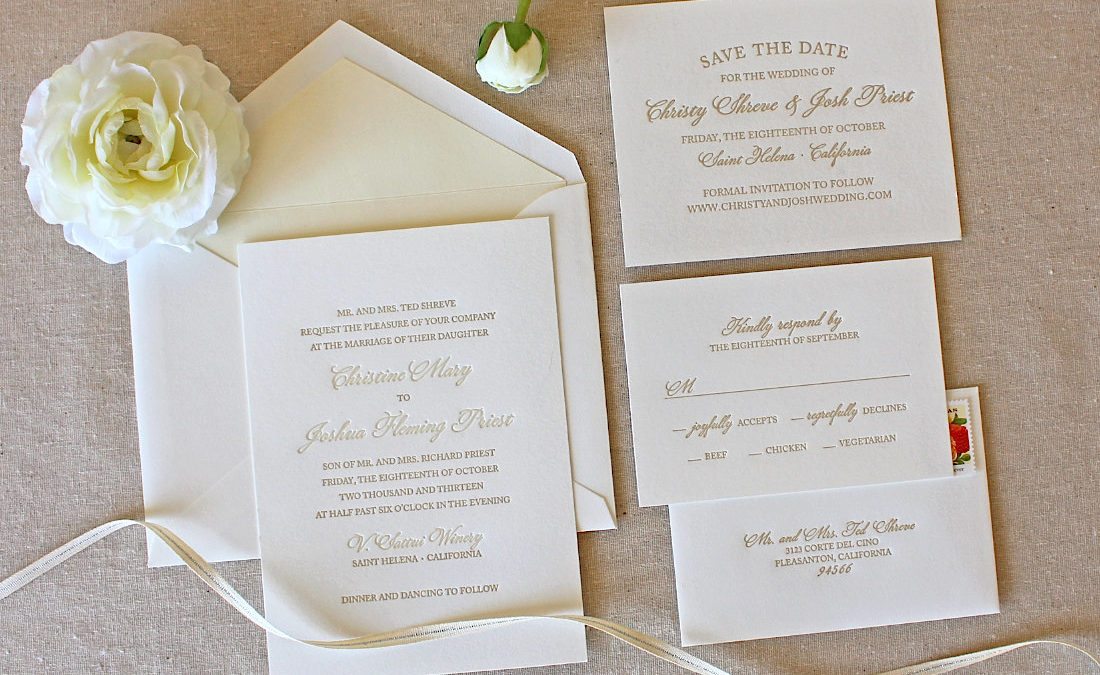 SAVE THE DATE
FOR THE WEDDING OF
Christy Shreve & Josh Priest
FRIDAY, THE EIGHTEENTH OF OCTOBER
Saint Helena · California
FORMAL INVITATION TO FOLLOW
WWW.CHRISTYANDJOSHWEDDING.COM
MR. AND MRS. TED SHREVE
REQUEST THE PLEASURE OF YOUR COMPANY
AT THE MARRIAGE OF THEIR DAUGHTER
Christine Mary
TO
Joshua Fleming Priest
SON OF MR. AND MRS. RICHARD PRIEST
FRIDAY, THE EIGHTEENTH OF OCTOBER
TWO THOUSAND AND THIRTEEN
AT HALF PAST SIX O'CLOCK IN THE EVENING
V. Sattui Winery
SAINT HELENA · CALIFORNIA
DINNER AND DANCING TO FOLLOW
Kindly respond by
THE EIGHTEENTH OF SEPTEMBER
M
joyfully ACCEPTS regretfully DECLINES
BEEF CHICKEN VEGETARIAN
Mr. and Mrs. Ted Shreve
3123 CORTE DEL CINO
PLEASANTON, CALIFORNIA
94566